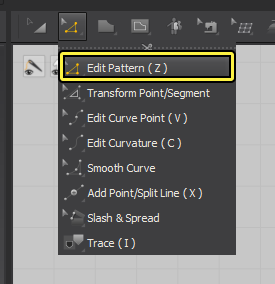 Edit Pattern ( Z )
Transform Point/Segment
Edit Curve Point ( V )
Edit Curvature ( C )
Smooth Curve
Add Point/Split Line ( X )
Slash & Spread
Trace ( I )